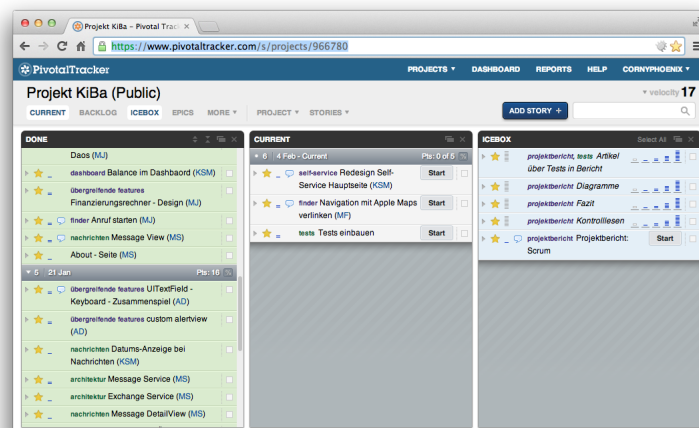 Projekt KiBa – Pivotal Trac
https://www.pivotaltracker.com/s/projects/966780
PivotalTracker
PROJECTS
DASHBOARD
REPORTS
HELP
CORNYPHOENIX
Projekt KiBa (Public)
velocity 17
CURRENT
BACKLOG
ICEBOX
EPICS
MORE
PROJECT
STORIES
ADD STORY +
DONE
Daos (MJ)
dashboard Balance im Dashbaord (KSM)
übergreifende features
Finanzierungsrechner - Design (MJ)
finder Anruf starten (MJ)
nachrichten Message View (MS)
About - Seite (MS)
5 21 Jan Pts: 16
übergreifende features UITextField -
Keyboard - Zusammenspiel (AD)
übergreifende features custom alertview
(AD)
nachrichten Datums-Anzeige bei
Nachrichten (KSM)
architektur Message Service (MS)
architektur Exchange Service (MS)
nachrichten Message DetailView (MS)
CURRENT
6 4 Feb - Current Pts: 0 of 5
self-service Redesign Self-
Service Hauptseite (KSM)
Start
finder Navigation mit Apple Maps
verlinken (MF)
Start
tests Tests einbauen
Start
ICEBOX
Select All
projektbericht, tests Artikel
über Tests in Bericht
projektbericht Diagramme
projektbericht Fazit
projektbericht Kontrolllesen
projektbericht Projektbericht:
Scrum
Start